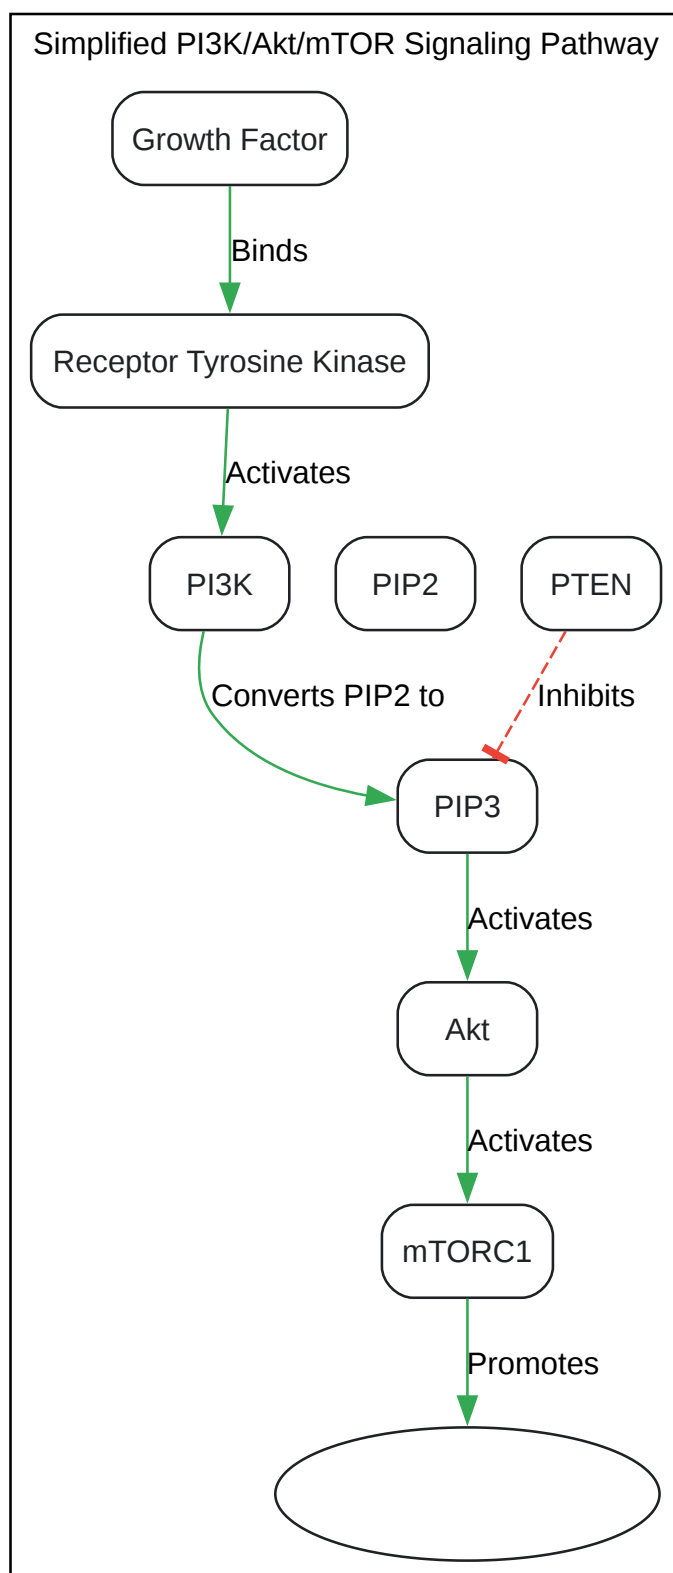 Simplified PI3K/Akt/mTOR Signaling Pathway
Growth Factor
Binds
Receptor Tyrosine Kinase
Activates
PI3K
PIP2
PTEN
Converts PIP2 to
Inhibits
PIP3
Activates
Akt
Activates
mTORC1
Promotes